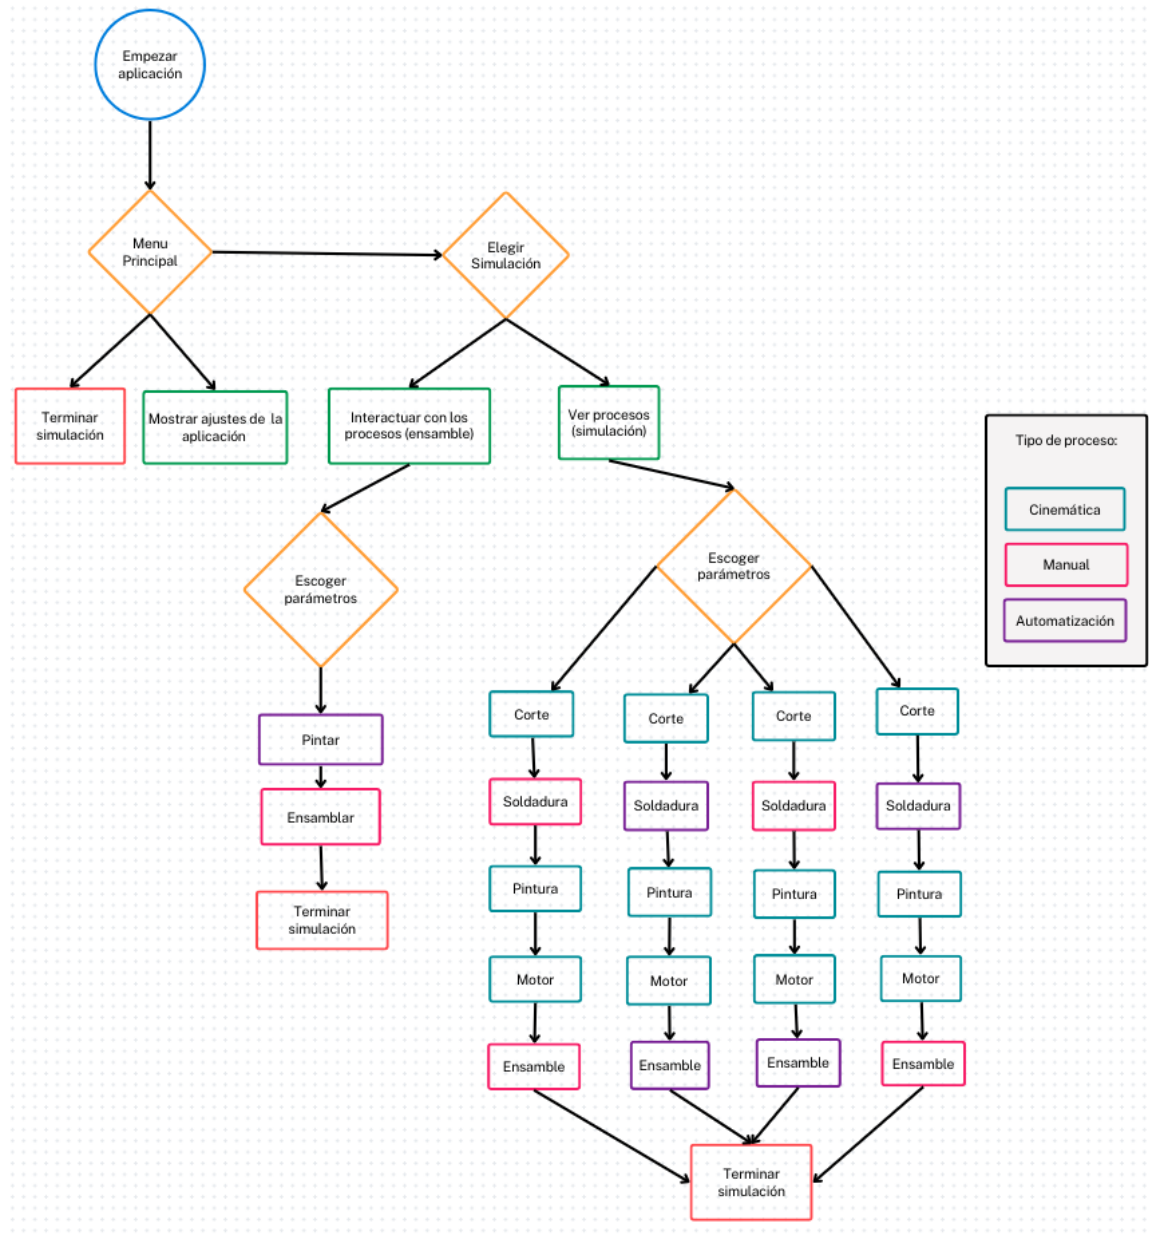 Empezar
aplicación
Menu
Principal
Elegir
Simulación
Terminar
simulación
Mostrar ajustes de la
aplicación
Interactuar con los
procesos (ensamble)
Ver procesos
(simulación)
Tipo de proceso:
Cinemática
Manual
Automatización
Escoger
parámetros
Escoger
parámetros
Pintar
Ensamblar
Terminar
simulación
Corte
Soldadura
Pintura
Motor
Ensamble
Corte
Soldadura
Pintura
Motor
Ensamble
Corte
Soldadura
Pintura
Motor
Ensamble
Corte
Soldadura
Pintura
Motor
Ensamble
Terminar
simulación